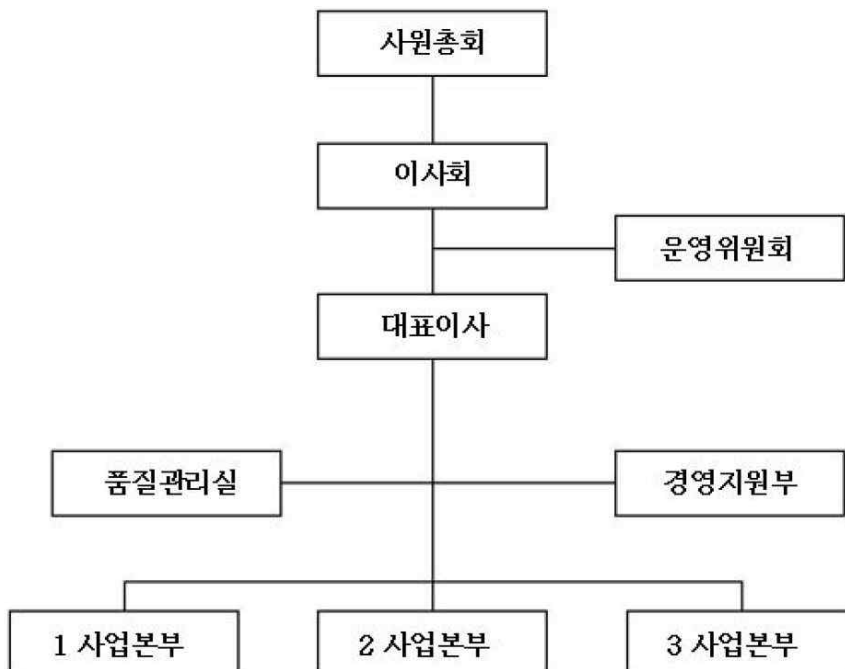 사원총회
이사회
운영위원회
대표이사
품질관리실
경영지원부
1 사업본부
2 사업본부
3 사업본부